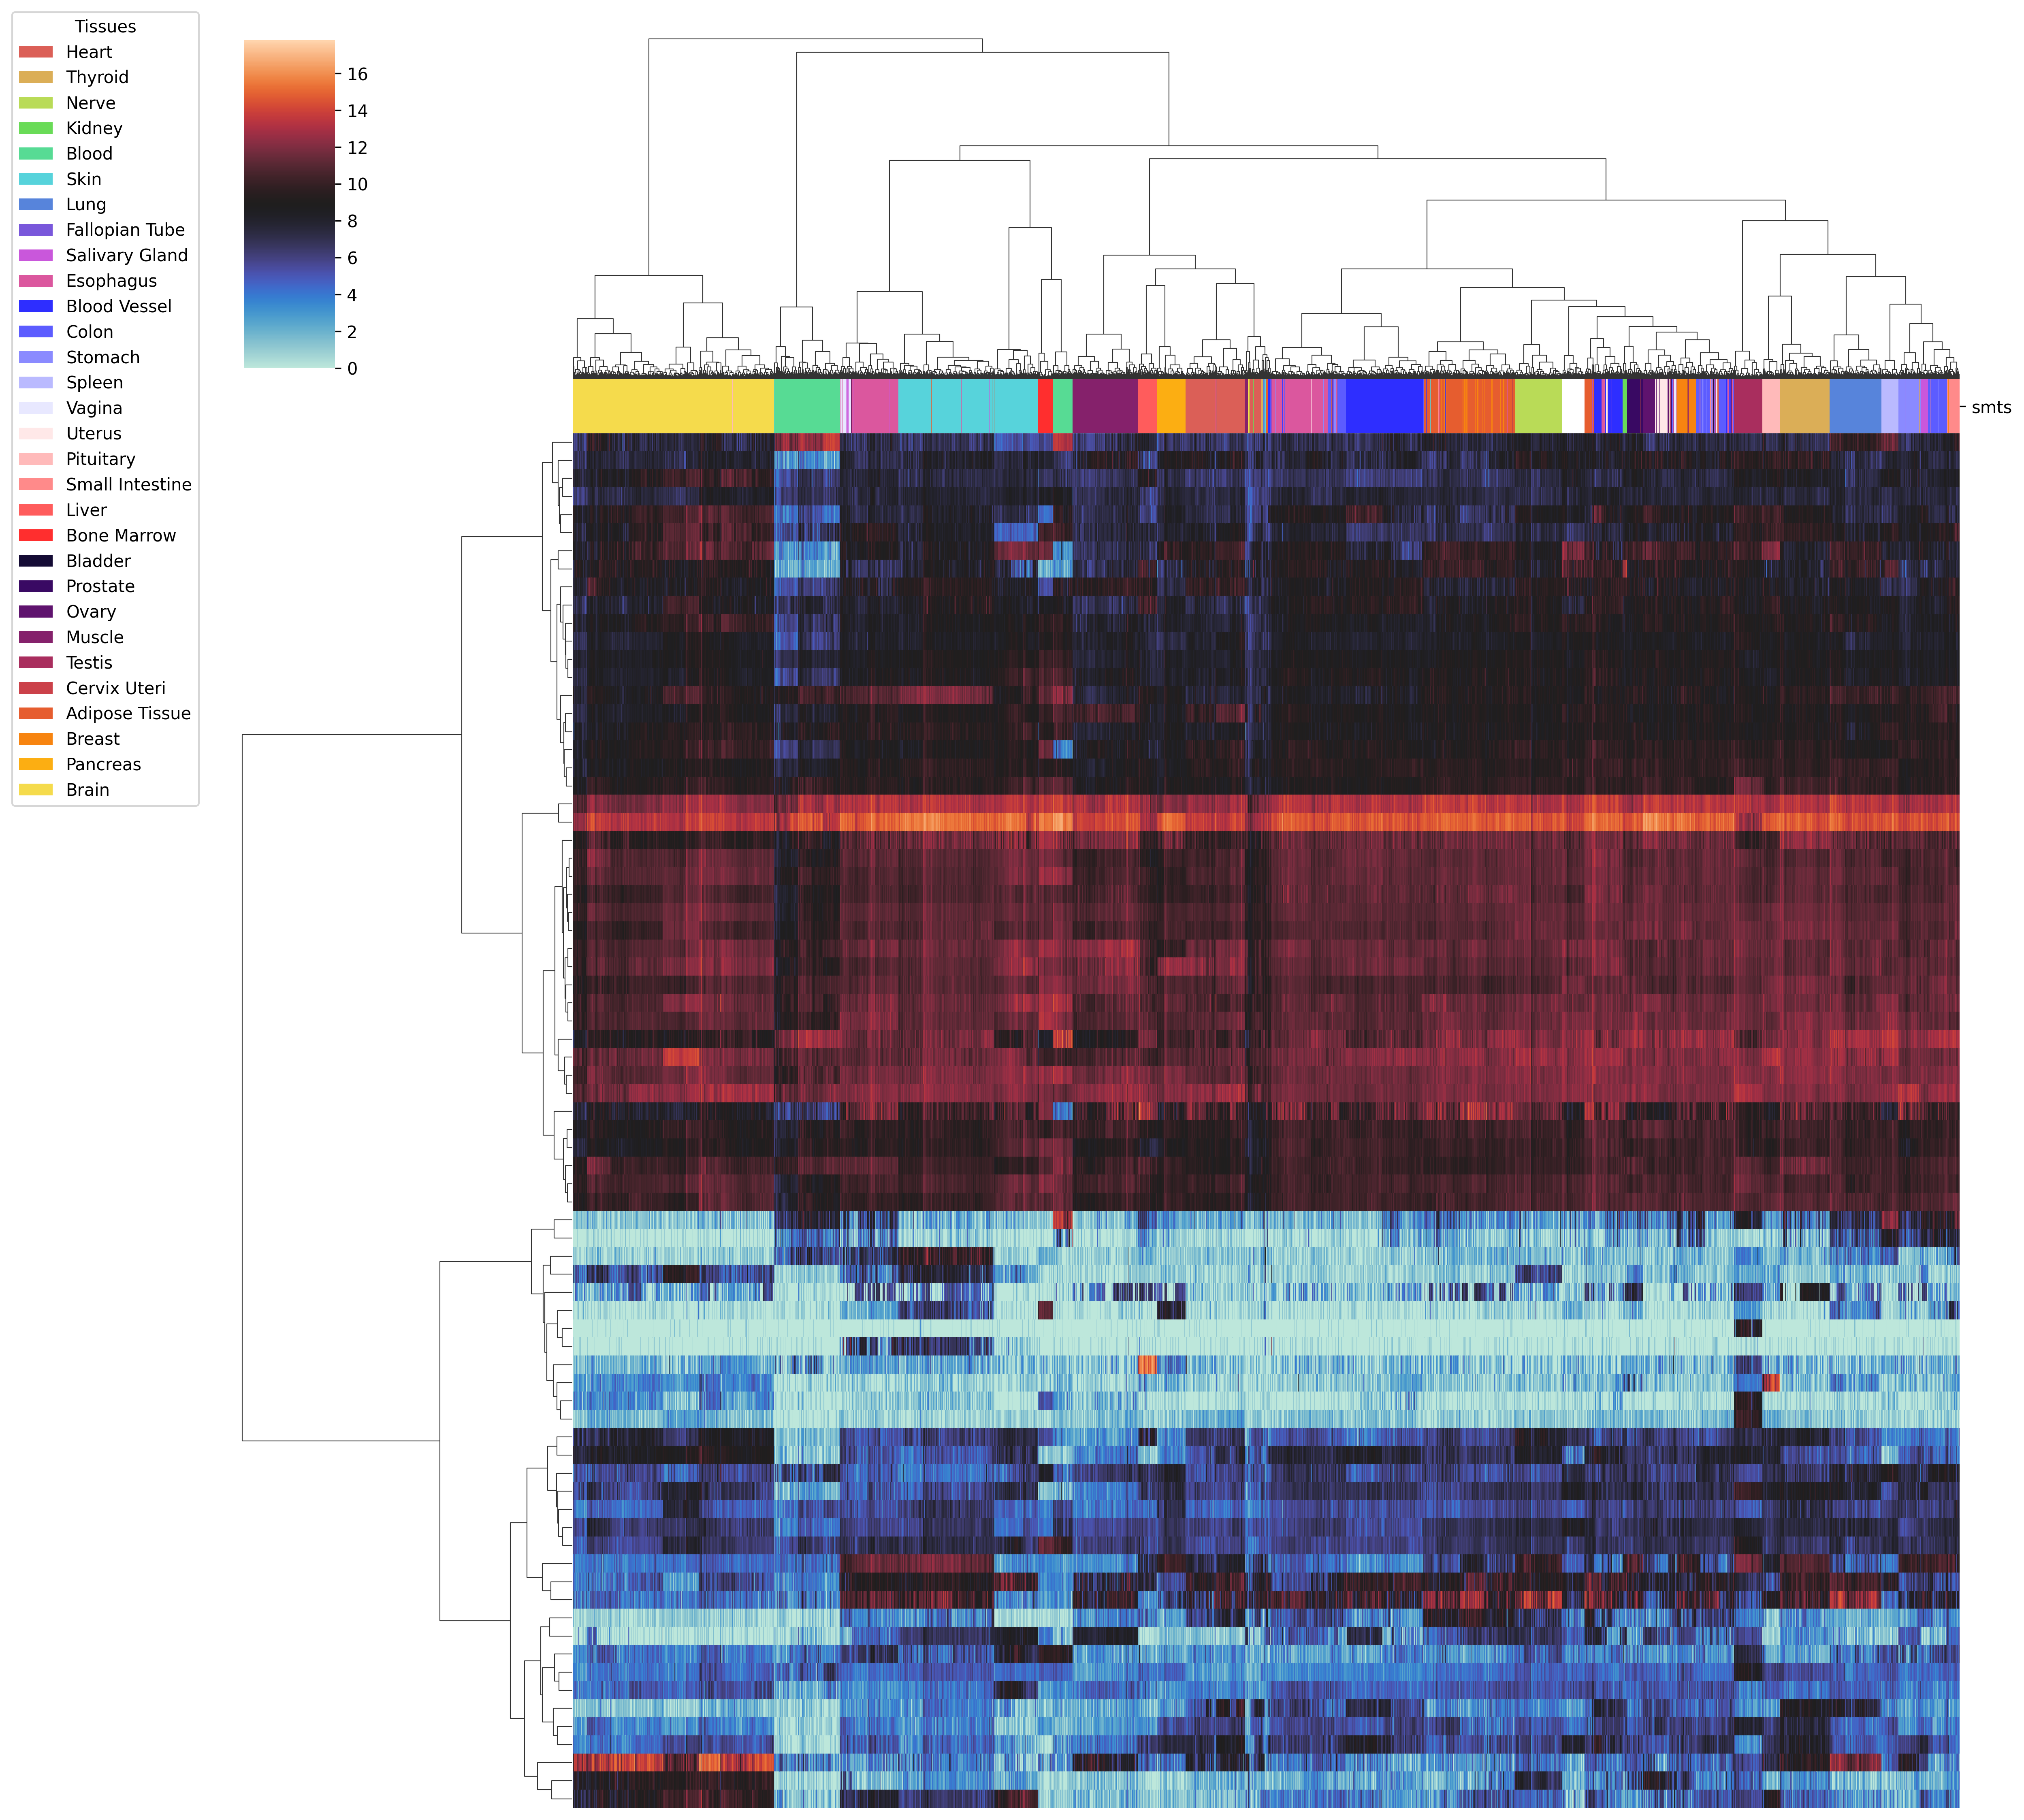 Tissues
Heart
Thyroid
Nerve
Kidney
Blood
Skin
Lung
Fallopian Tube
Salivary Gland
Esophagus
Blood Vessel
Colon
Stomach
Spleen
Vagina
Uterus
Pituitary
Small Intestine
Liver
Bone Marrow
Bladder
Prostate
Ovary
Muscle
Testis
Cervix Uteri
Adipose Tissue
Breast
Pancreas
Brain
16
14
12
10
8
6
4
2
0
smts